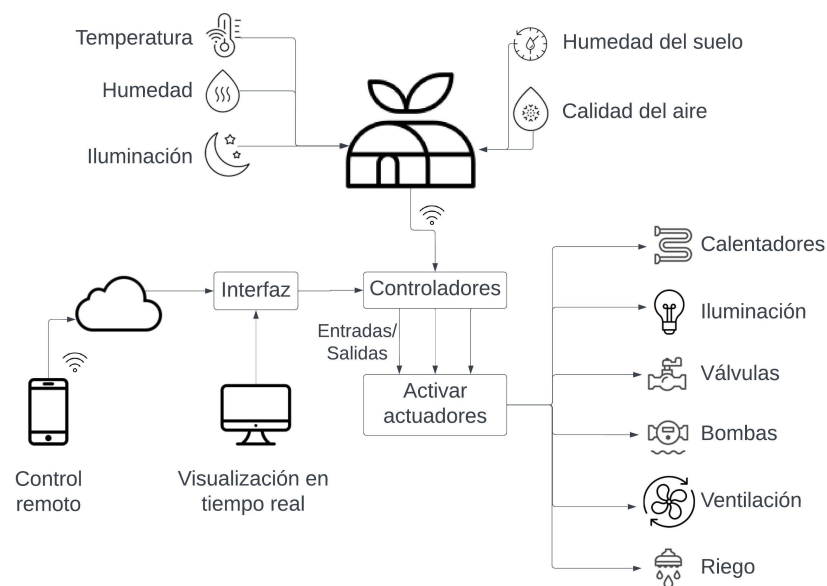 Temperatura
Humedad
Iluminación
Humedad del suelo
Calidad del aire
Interfaz
Controladores
Entradas/
Salidas
Activar
actuadores
Control
remoto
Visualización en
tiempo real
Calentadores
Iluminación
Válvulas
Bombas
Ventilación
Riego